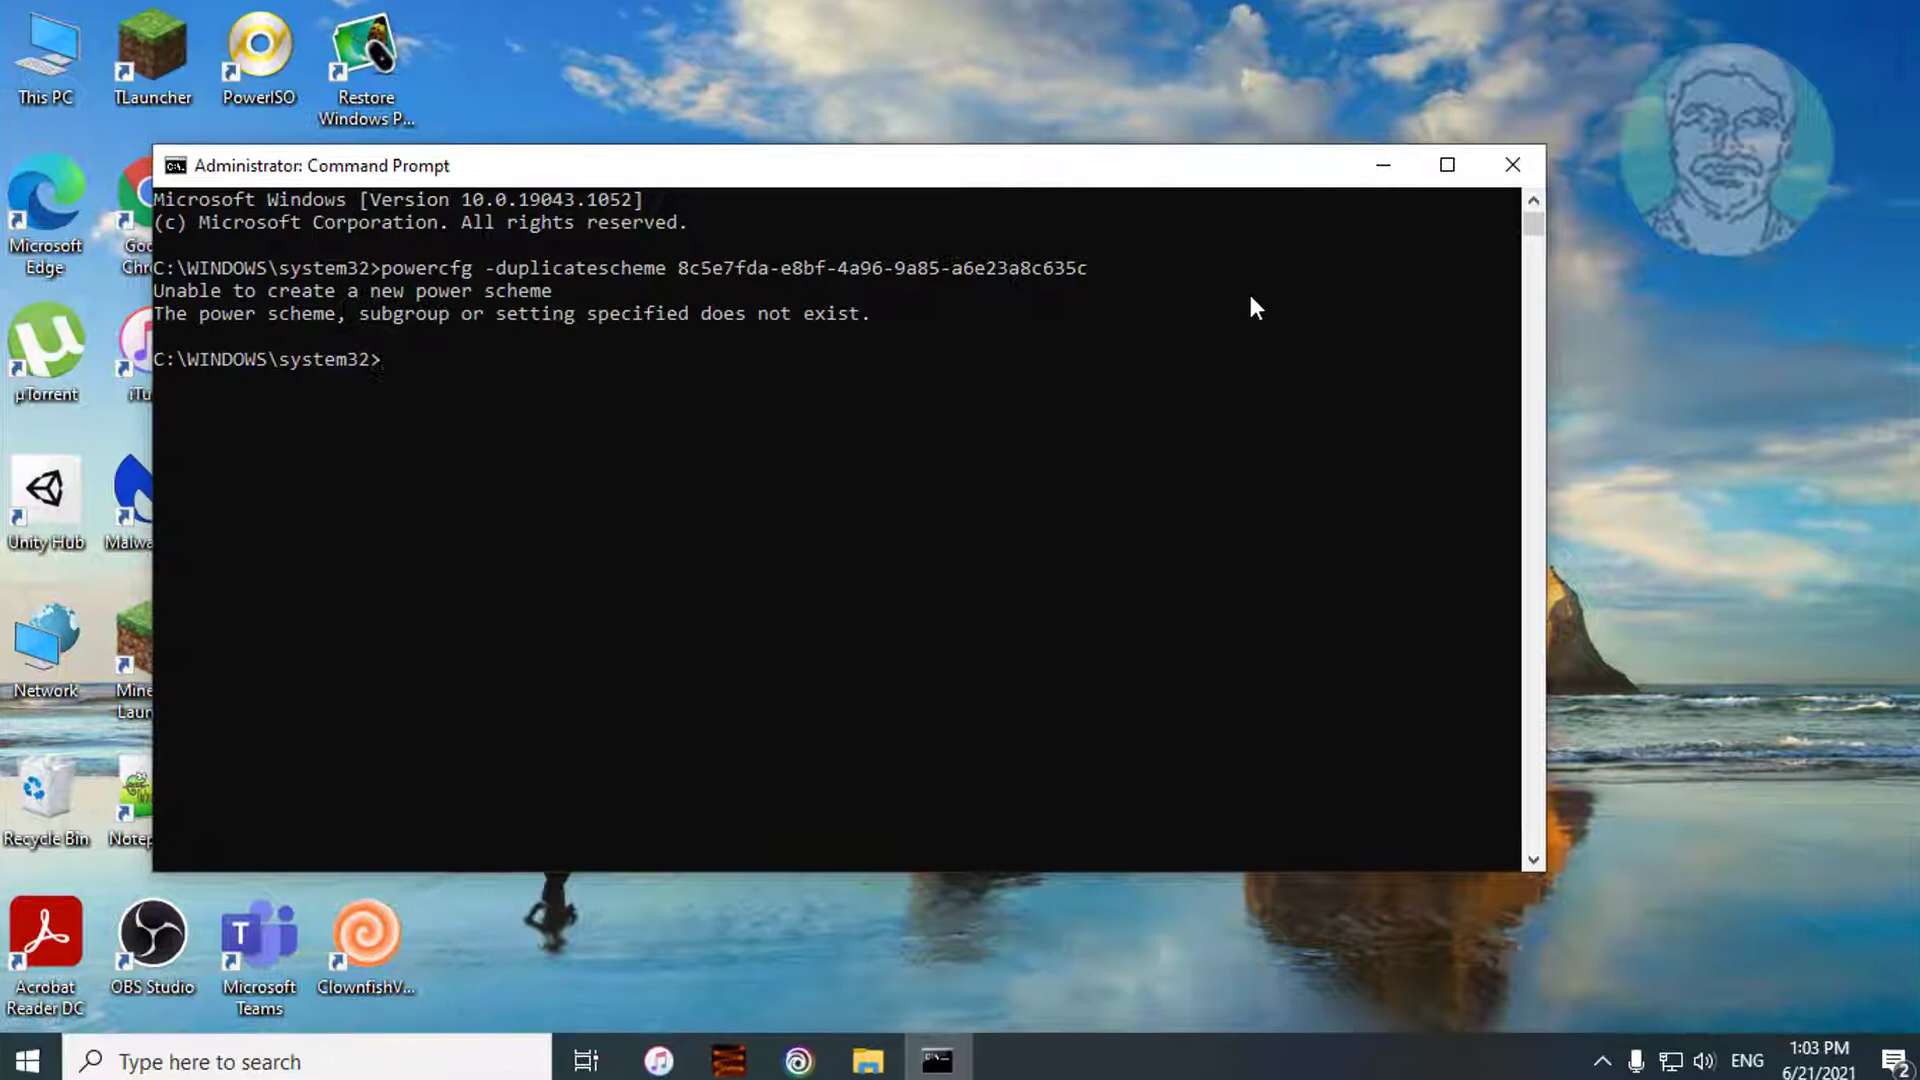 This PC
TLauncher
PowerISO
Restore
Windows P...
Administrator: Command Prompt
Microsoft Windows [Version 10.0.19043.1052]
(c) Microsoft Corporation. All rights reserved.
C:\WINDOWS\system32>powercfg -duplicatescheme 8c5e7fda-e8bf-4a96-9a85-a6e23a8c635c
Unable to create a new power scheme
The power scheme, subgroup or setting specified does not exist.
C:\WINDOWS\system32>
Microsoft
Edge
Goo
Chr
µTorrent
iTu
Unity Hub
Malwa
Network
Mine
Laun
Recycle Bin
Notep
Acrobat
Reader DC
OBS Studio
T
Microsoft
Teams
ClownfishV...
Type here to search
ENG
1:03 PM
6/21/2021
2